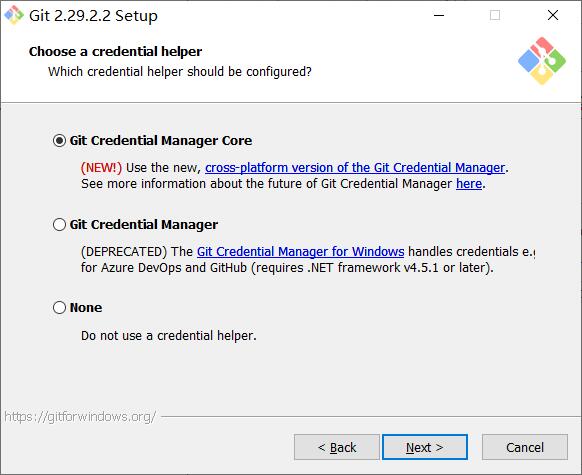 Git 2.29.2.2 Setup
Choose a credential helper
Which credential helper should be configured?
Git Credential Manager Core
(NEW!) Use the new, cross-platform version of the Git Credential Manager.
See more information about the future of Git Credential Manager here.
Git Credential Manager
(DEPRECATED) The Git Credential Manager for Windows handles credentials e.g
for Azure DevOps and GitHub (requires .NET framework v4.5.1 or later).
None
Do not use a credential helper.
https://gitforwindows.org/
< Back
Next >
Cancel